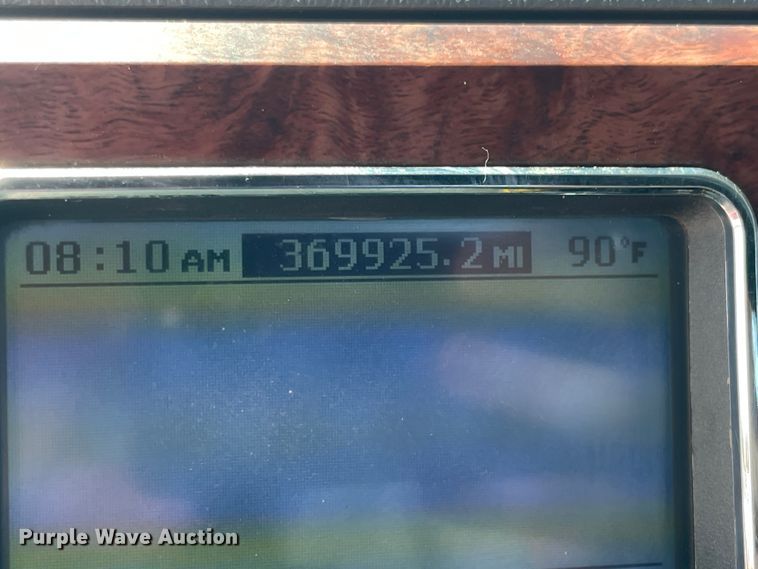 08:10 AM 369925.2 MI 90°F
Purple Wave Auction